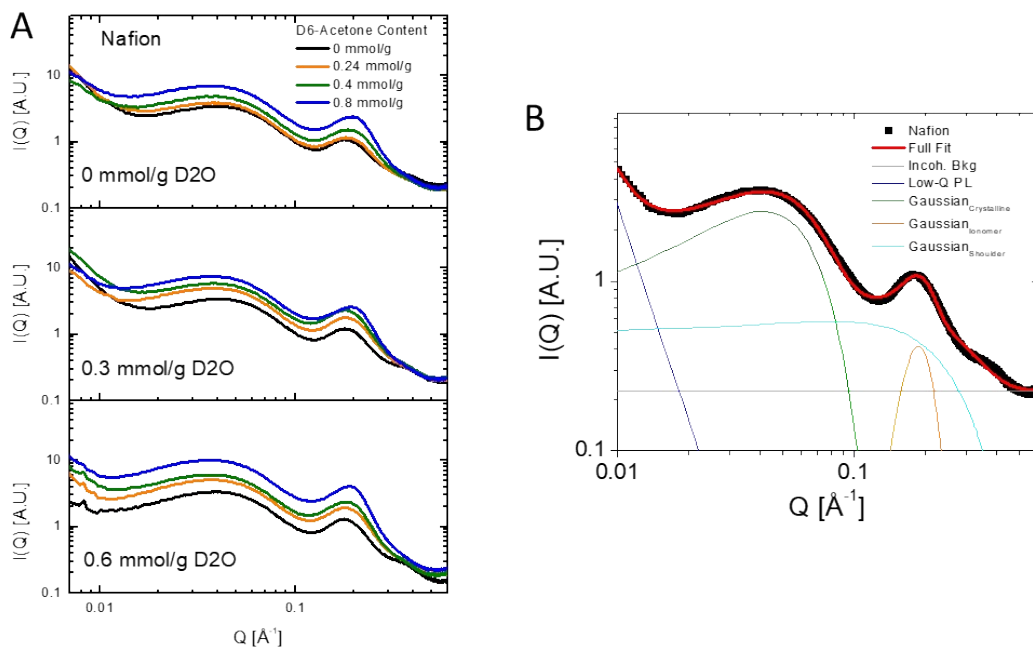 A
Nafion
D6-Acetone Content
0 mmol/g
0.24 mmol/g
0.4 mmol/g
0.8 mmol/g
I(Q) [A.U.]
10
1
0.1
0 mmol/g D2O
I(Q) [A.U.]
10
1
0.1
0.3 mmol/g D2O
I(Q) [A.U.]
10
1
0.1
0.6 mmol/g D2O
0.01
0.1
Q [Å⁻¹]
B
Nafion
Full Fit
Incoh. Bkg
Low-Q PL
Gaussian_Crystalline
Gaussian_Ionomer
Gaussian_Shoulder
I(Q) [A.U.]
1
0.1
0.01
0.1
Q [Å⁻¹]